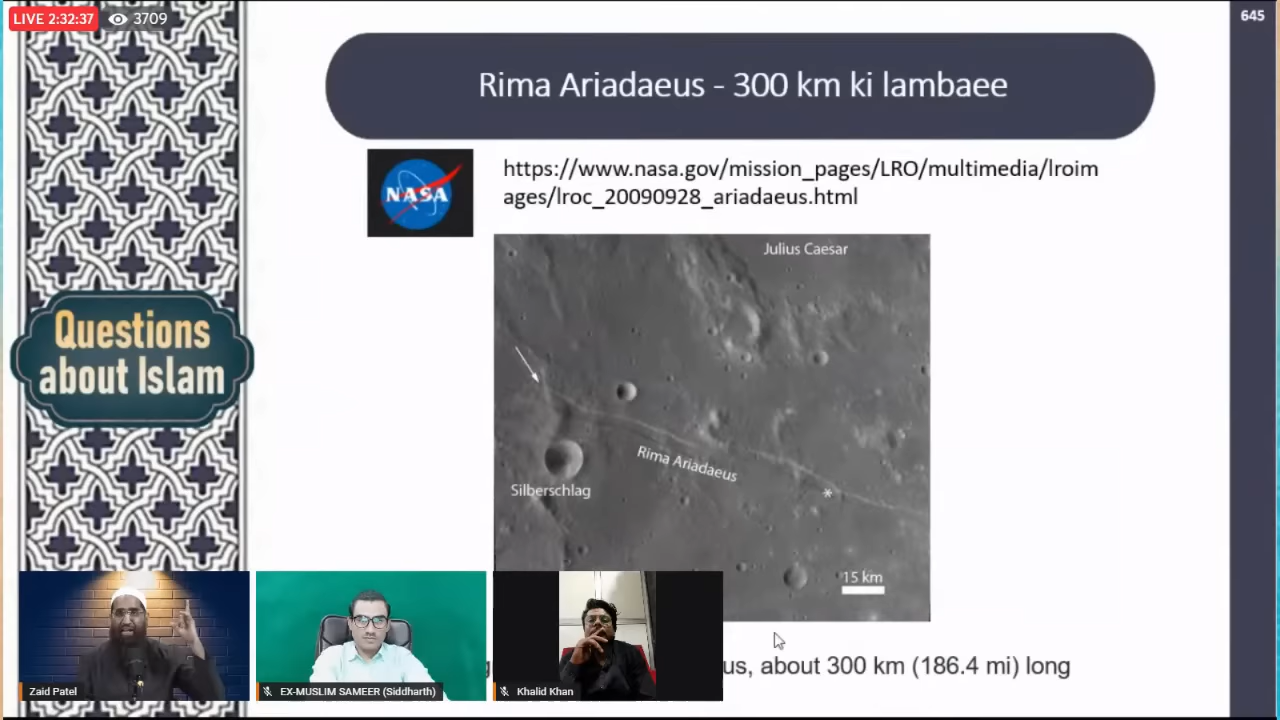 LIVE 2:32:37 3709
645
Rima Ariadaeus - 300 km ki lambaee
NASA
https://www.nasa.gov/mission_pages/LRO/multimedia/lroim
ages/lroc_20090928_ariadaeus.html
Julius Caesar
Rima Ariadaeus
*
Silberschlag
15 km
Questions
about Islam
us, about 300 km (186.4 mi) long
Zaid Patel
EX-MUSLIM SAMEER (Siddharth)
Khalid Khan